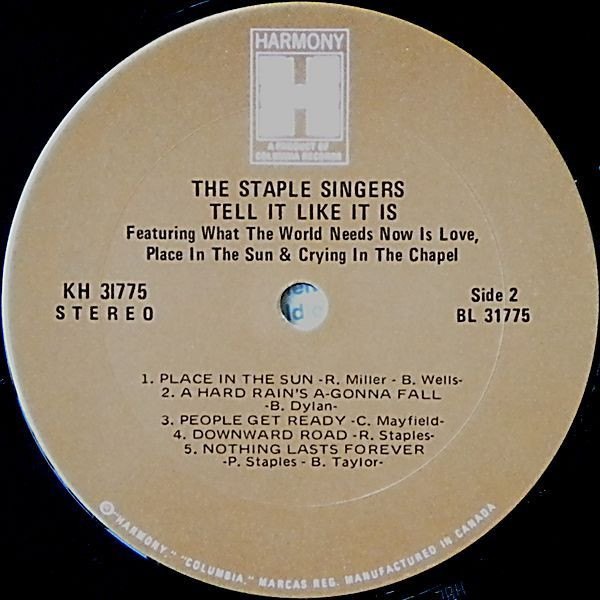 HARMONY
H
A PRODUCT OF
COLUMBIA RECORDS
THE STAPLE SINGERS
TELL IT LIKE IT IS
Featuring What The World Needs Now Is Love,
Place In The Sun & Crying In The Chapel
KH 31775
STEREO
Side 2
BL 31775
1. PLACE IN THE SUN -R. Miller - B. Wells-
2. A HARD RAIN'S A-GONNA FALL
-B. Dylan-
3. PEOPLE GET READY -C. Mayfield-
4. DOWNWARD ROAD -R. Staples-
5. NOTHING LASTS FOREVER
-P. Staples - B. Taylor-
"HARMONY," "COLUMBIA," MARCAS REG. MANUFACTURED IN CANADA